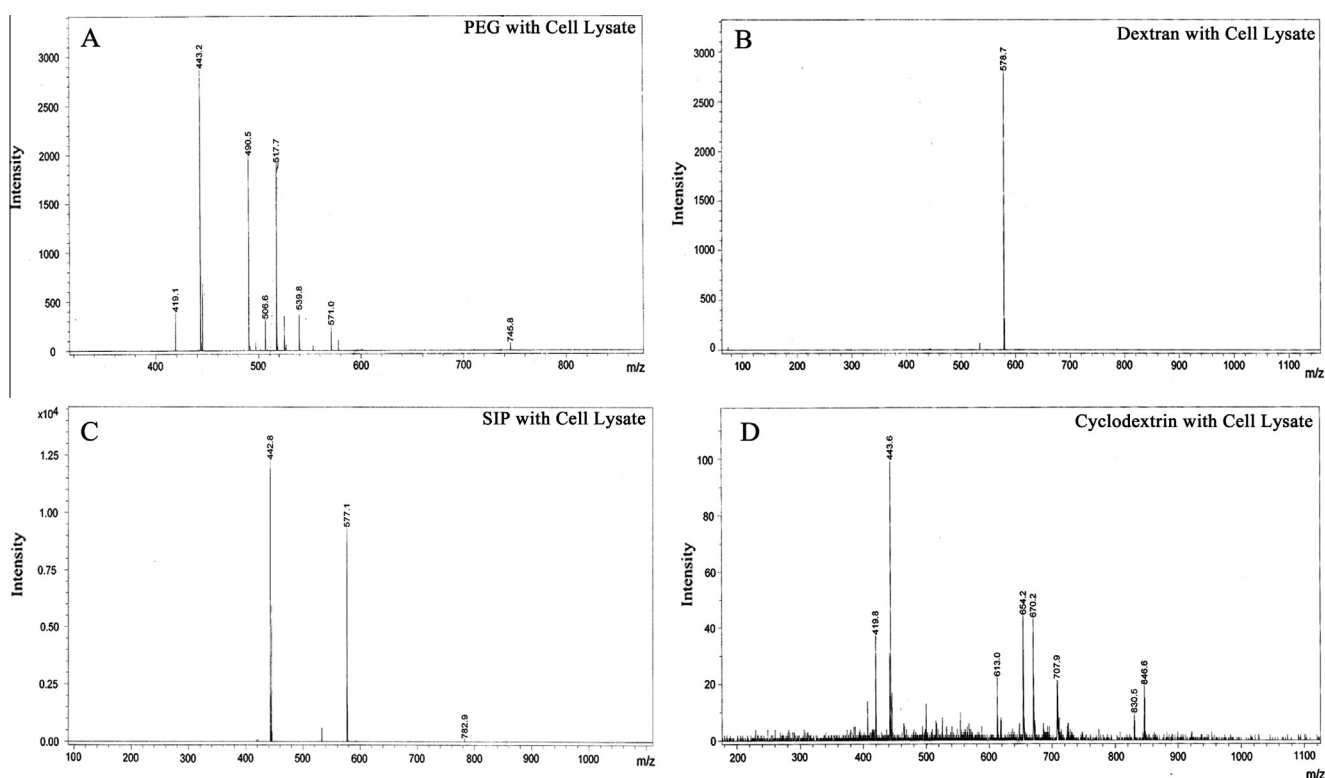 A
PEG with Cell Lysate
443.2
490.5
517.7
419.1
506.6
539.8
571.0
745.8
3000
2500
2000
1500
1000
500
0
Intensity
400 500 600 700 800
m/z
B
Dextran with Cell Lysate
578.7
3000
2500
2000
1500
1000
500
0
Intensity
100 200 300 400 500 600 700 800 900 1000 1100
m/z
C
SIP with Cell Lysate
x10⁴
442.8
577.1
782.9
1.25
1.00
0.75
0.50
0.25
0.00
Intensity
100 200 300 400 500 600 700 800 900 1000
m/z
D
Cyclodextrin with Cell Lysate
443.6
419.8
613.0
654.2
670.2
707.9
830.5
846.6
100
80
60
40
20
0
Intensity
200 300 400 500 600 700 800 900 1000 1100
m/z